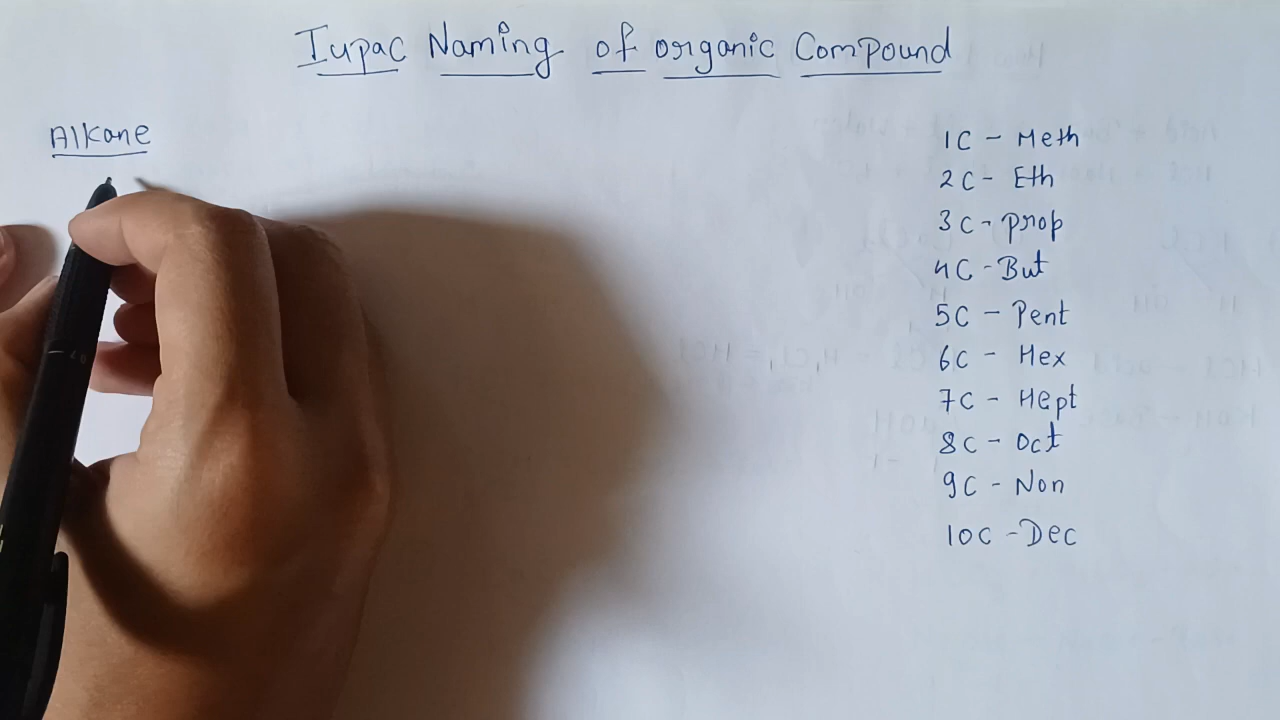 Iupac Naming of organic Compound
Alkane
1C - Meth
2C - Eth
3C - prop
4C - But
5C - Pent
6C - Hex
7C - Hept
8C - Oct
9C - Non
10C - Dec